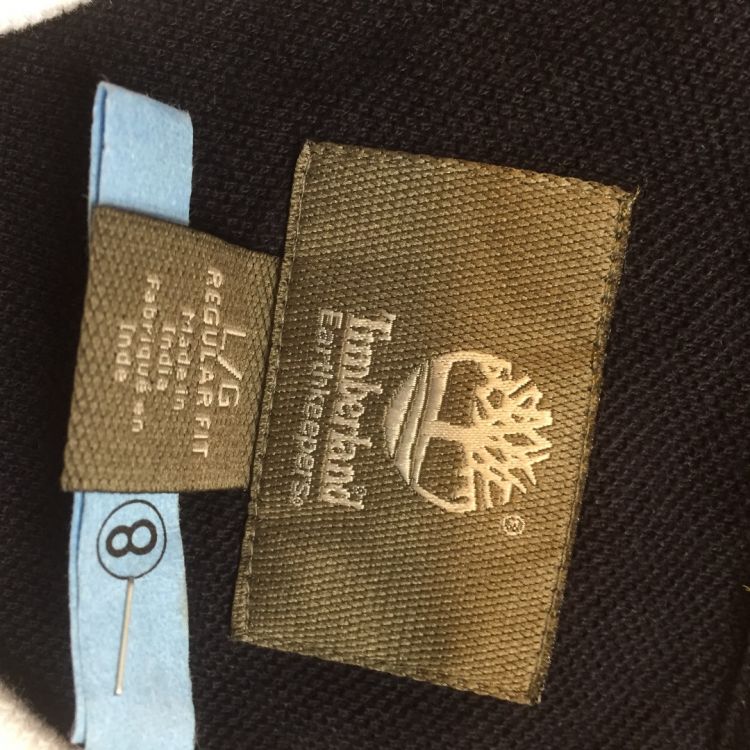 ®
Timberland
Earthkeepers®
L/G
REGULAR FIT
Made in
India
Fabriqué en
Inde
8